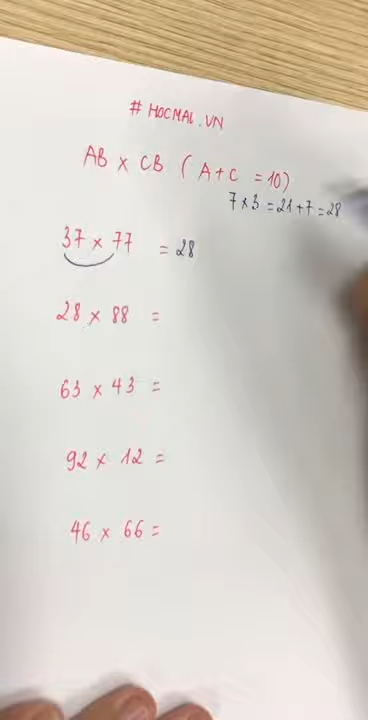 # HOCMAI.VN
AB × CB ( A+C = 10)
7×3 = 21+7 = 28
37 × 77 = 28
28 × 88 =
63 × 43 =
92 × 12 =
46 × 66 =